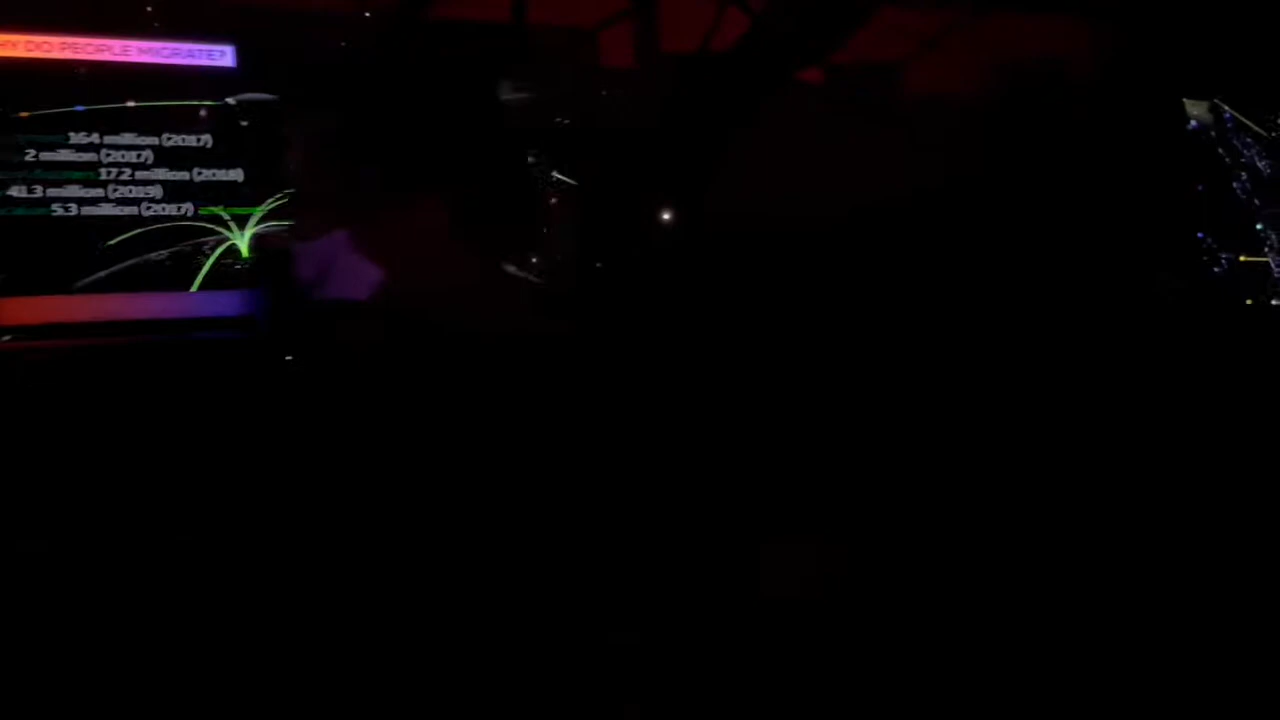 HY DO PEOPLE MIGRATE?
164 million (2017)
2 million (2017)
17.2 million (2018)
41.3 million (2019)
5.3 million (2017)